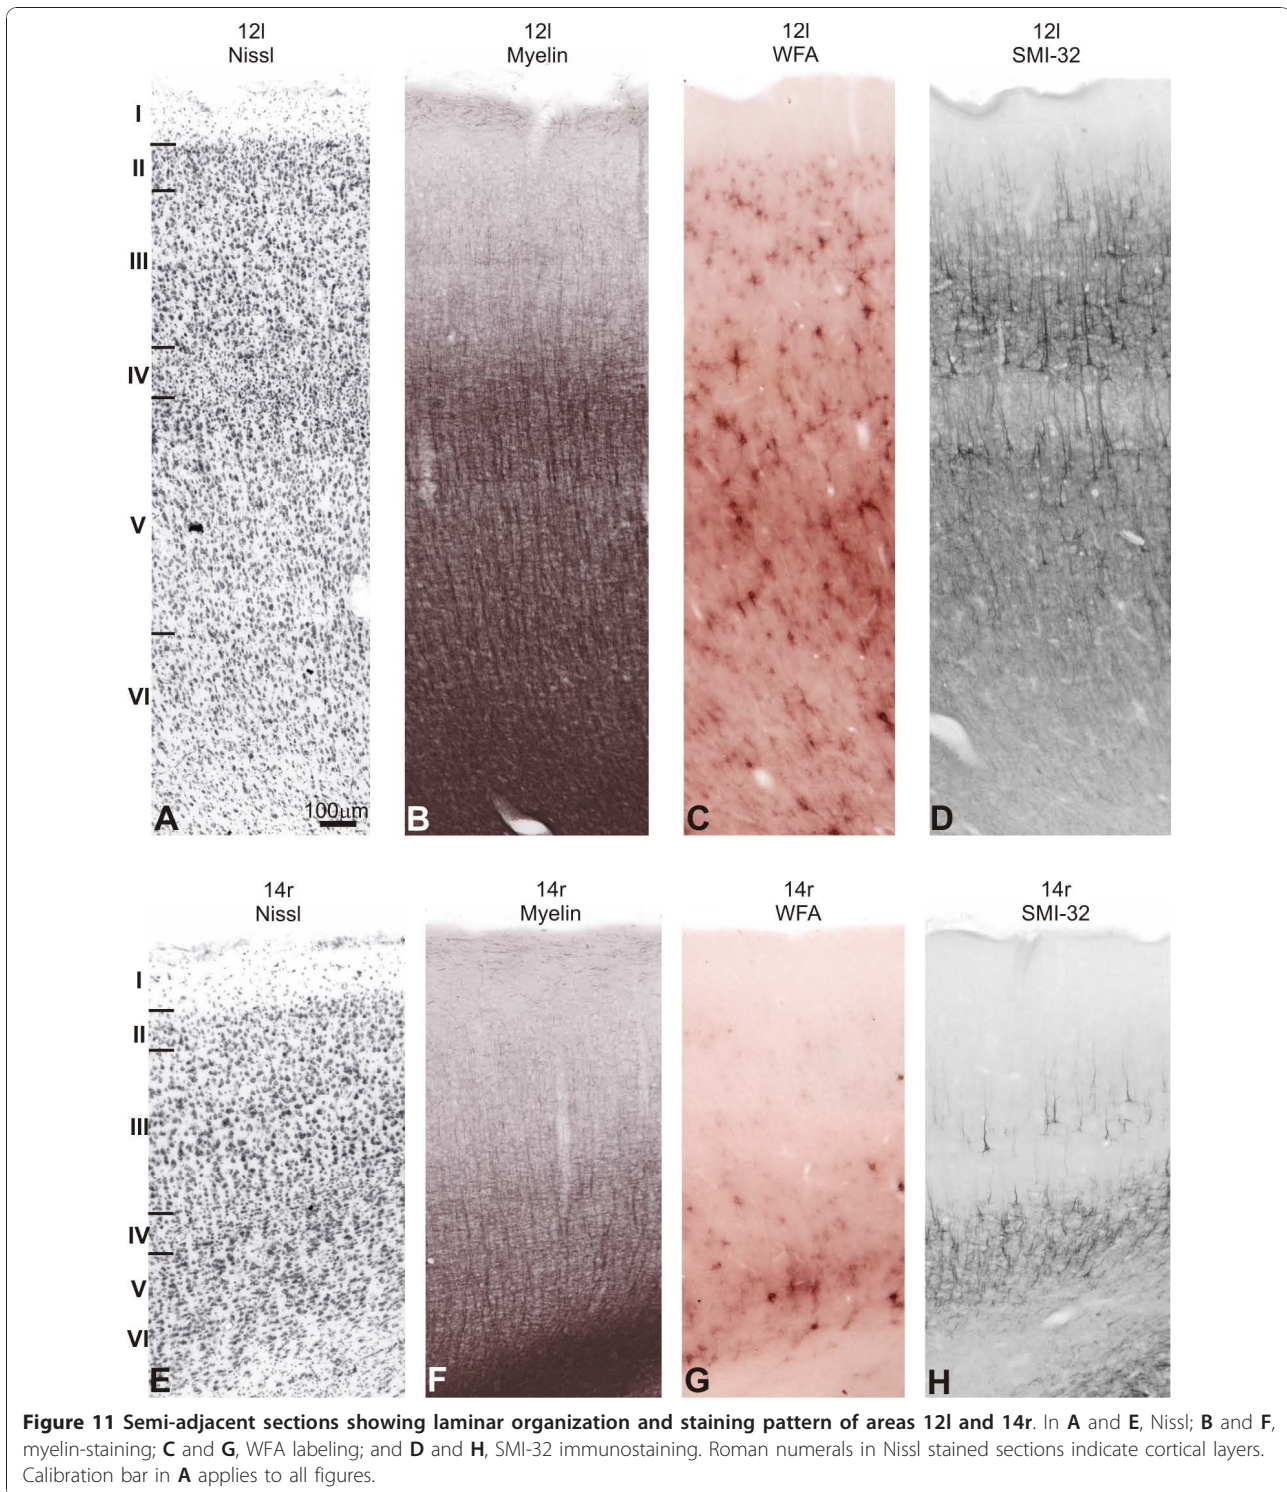 12l
Nissl
12l
Myelin
12l
WFA
12l
SMI-32
I
II
III
IV
V
VI
A
100µm
B
C
D
14r
Nissl
14r
Myelin
14r
WFA
14r
SMI-32
I
II
III
IV
V
VI
E
F
G
H
Figure 11 Semi-adjacent sections showing laminar organization and staining pattern of areas 12l and 14r. In A and E, Nissl; B and F,
myelin-staining; C and G, WFA labeling; and D and H, SMI-32 immunostaining. Roman numerals in Nissl stained sections indicate cortical layers.
Calibration bar in A applies to all figures.